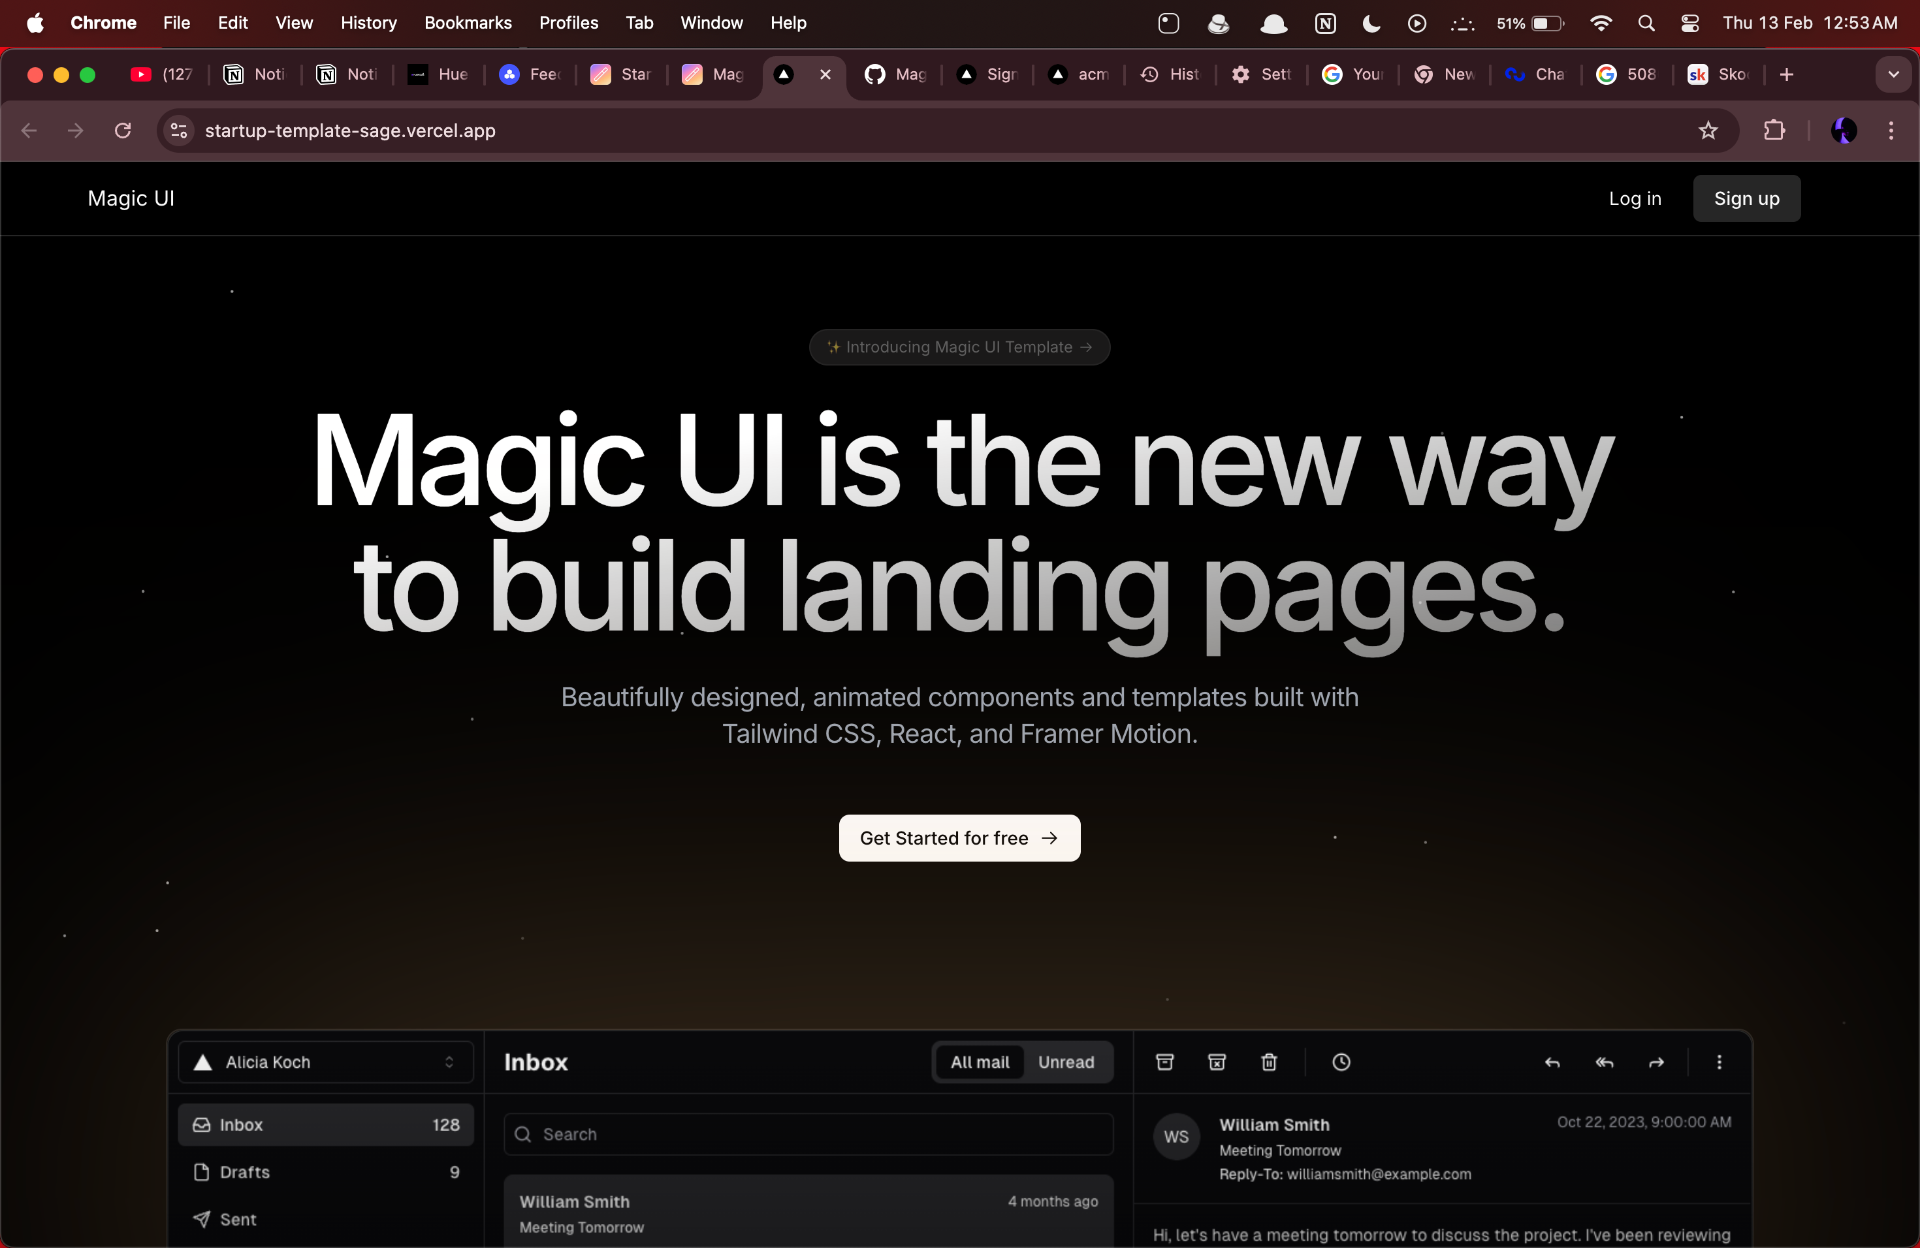 Chrome File Edit View History Bookmarks Profiles Tab Window Help 51% Thu 13 Feb 12:53 AM
(127 Noti Noti Hue Feed Star Mag Mag Sign acm Hist Sett Your New Cha 508 sk Skoo
startup-template-sage.vercel.app
Magic UI Log in Sign up
✨ Introducing Magic UI Template →
Magic UI is the new way
to build landing pages.
Beautifully designed, animated components and templates built with
Tailwind CSS, React, and Framer Motion.
Get Started for free →
Alicia Koch
Inbox 128
Drafts 9
Sent
Inbox All mail Unread
Search
William Smith 4 months ago
Meeting Tomorrow
WS
William Smith Oct 22, 2023, 9:00:00 AM
Meeting Tomorrow
Reply-To: williamsmith@example.com
Hi, let's have a meeting tomorrow to discuss the project. I've been reviewing